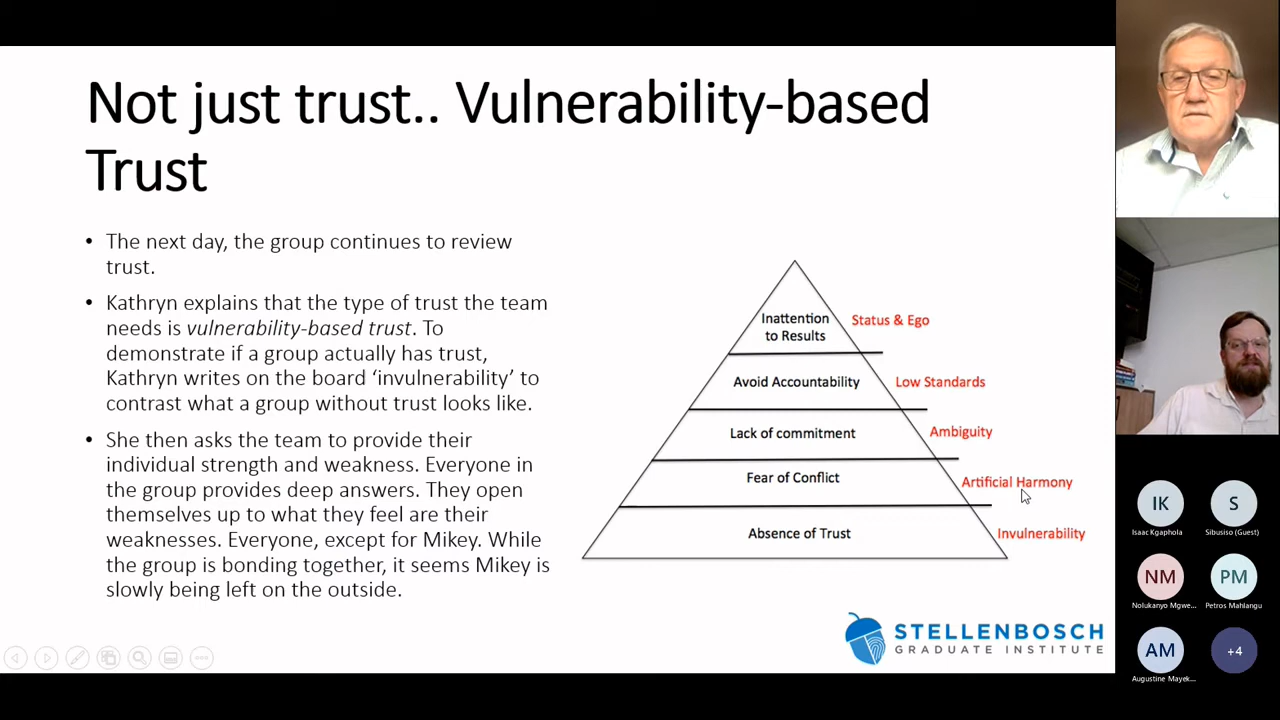 Not just trust.. Vulnerability-based
Trust
• The next day, the group continues to review
trust.
• Kathryn explains that the type of trust the team
needs is vulnerability-based trust. To
demonstrate if a group actually has trust,
Kathryn writes on the board ‘invulnerability’ to
contrast what a group without trust looks like.
• She then asks the team to provide their
individual strength and weakness. Everyone in
the group provides deep answers. They open
themselves up to what they feel are their
weaknesses. Everyone, except for Mikey. While
the group is bonding together, it seems Mikey is
slowly being left on the outside.
Inattention
to Results
Status & Ego
Avoid Accountability
Low Standards
Lack of commitment
Ambiguity
Fear of Conflict
Artificial Harmony
Absence of Trust
Invulnerability
STELLENBOSCH
GRADUATE INSTITUTE
IK
Isaac Kgaphola
S
Sibusiso (Guest)
NM
Nolukanyo Mgwe...
PM
Petros Mahlangu
AM
Augustine Mayek...
+4